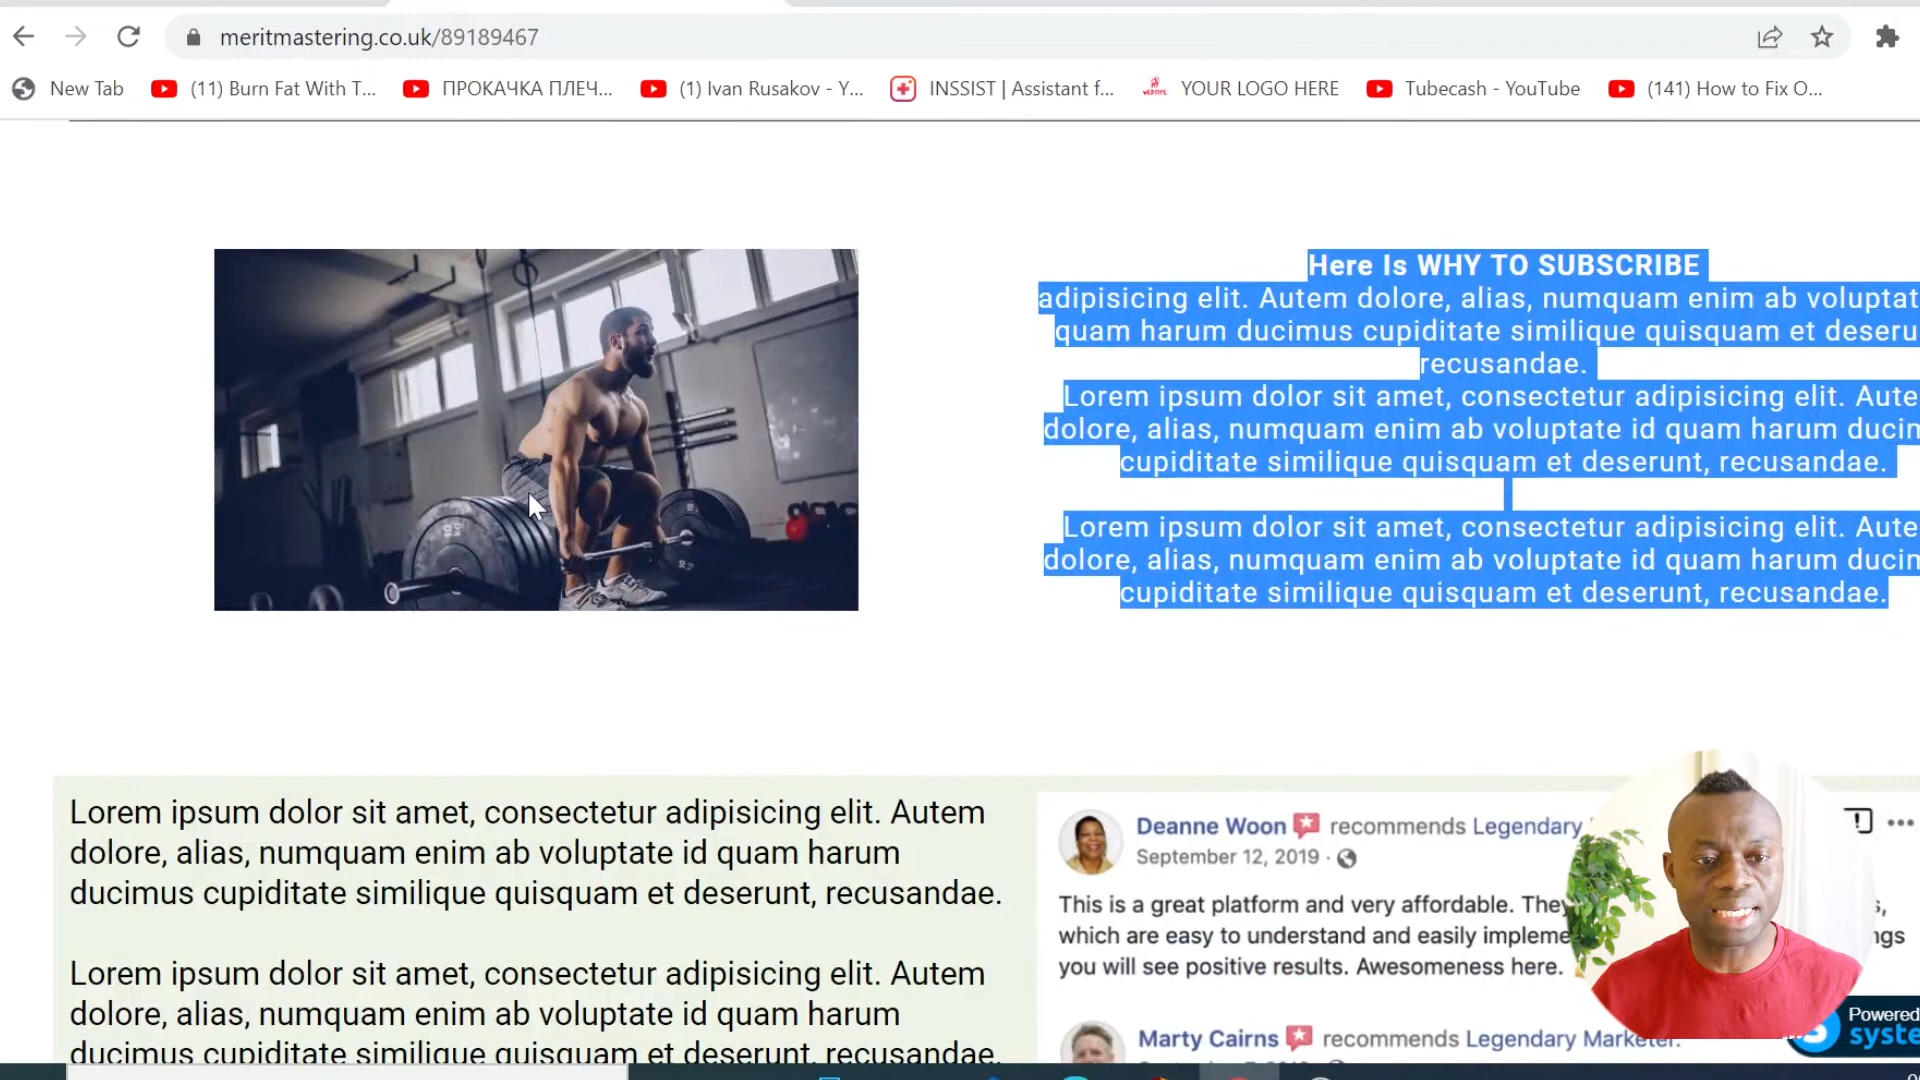 meritmastering.co.uk/89189467
New Tab
(11) Burn Fat With T...
ПРОКАЧКА ПЛЕЧ...
(1) Ivan Rusakov - Y...
INSSIST | Assistant f...
YOUR LOGO HERE
Tubecash - YouTube
(141) How to Fix O...
Here Is WHY TO SUBSCRIBE
adipisicing elit. Autem dolore, alias, numquam enim ab voluptat
quam harum ducimus cupiditate similique quisquam et deseru
recusandae.
Lorem ipsum dolor sit amet, consectetur adipisicing elit. Aute
dolore, alias, numquam enim ab voluptate id quam harum ducim
cupiditate similique quisquam et deserunt, recusandae.
Lorem ipsum dolor sit amet, consectetur adipisicing elit. Aute
dolore, alias, numquam enim ab voluptate id quam harum ducim
cupiditate similique quisquam et deserunt, recusandae.
Lorem ipsum dolor sit amet, consectetur adipisicing elit. Autem
dolore, alias, numquam enim ab voluptate id quam harum
ducimus cupiditate similique quisquam et deserunt, recusandae.
Lorem ipsum dolor sit amet, consectetur adipisicing elit. Autem
dolore, alias, numquam enim ab voluptate id quam harum
ducimus cupiditate similique quisquam et deserunt, recusandae.
Deanne Woon recommends Legendary
September 12, 2019
This is a great platform and very affordable. They
which are easy to understand and easily impleme ngs
you will see positive results. Awesomeness here.
Marty Cairns recommends Legendary Marketer.
Powered
syste